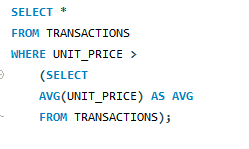 SELECT *
FROM TRANSACTIONS
WHERE UNIT_PRICE >
(SELECT
AVG(UNIT_PRICE) AS AVG
FROM TRANSACTIONS);